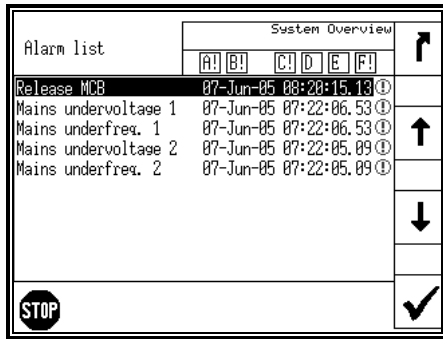 System Overview
Alarm list
A! B! C! D E F!
Release MCB 07-Jun-05 08:20:15.13 !
Mains undervoltage 1 07-Jun-05 07:22:06.53 !
Mains underfreq. 1 07-Jun-05 07:22:06.53 !
Mains undervoltage 2 07-Jun-05 07:22:05.09 !
Mains underfreq. 2 07-Jun-05 07:22:05.09 !
STOP